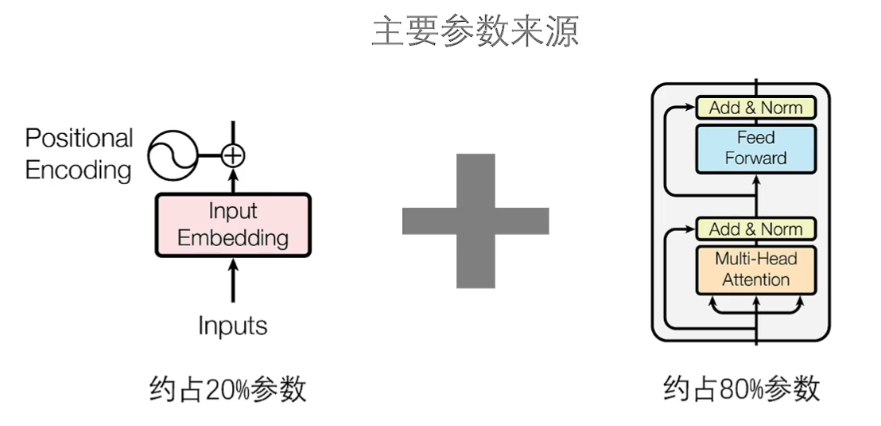 主要参数来源
Positional
Encoding
Input
Embedding
Inputs
约占20%参数
Add & Norm
Feed
Forward
Add & Norm
Multi-Head
Attention
约占80%参数